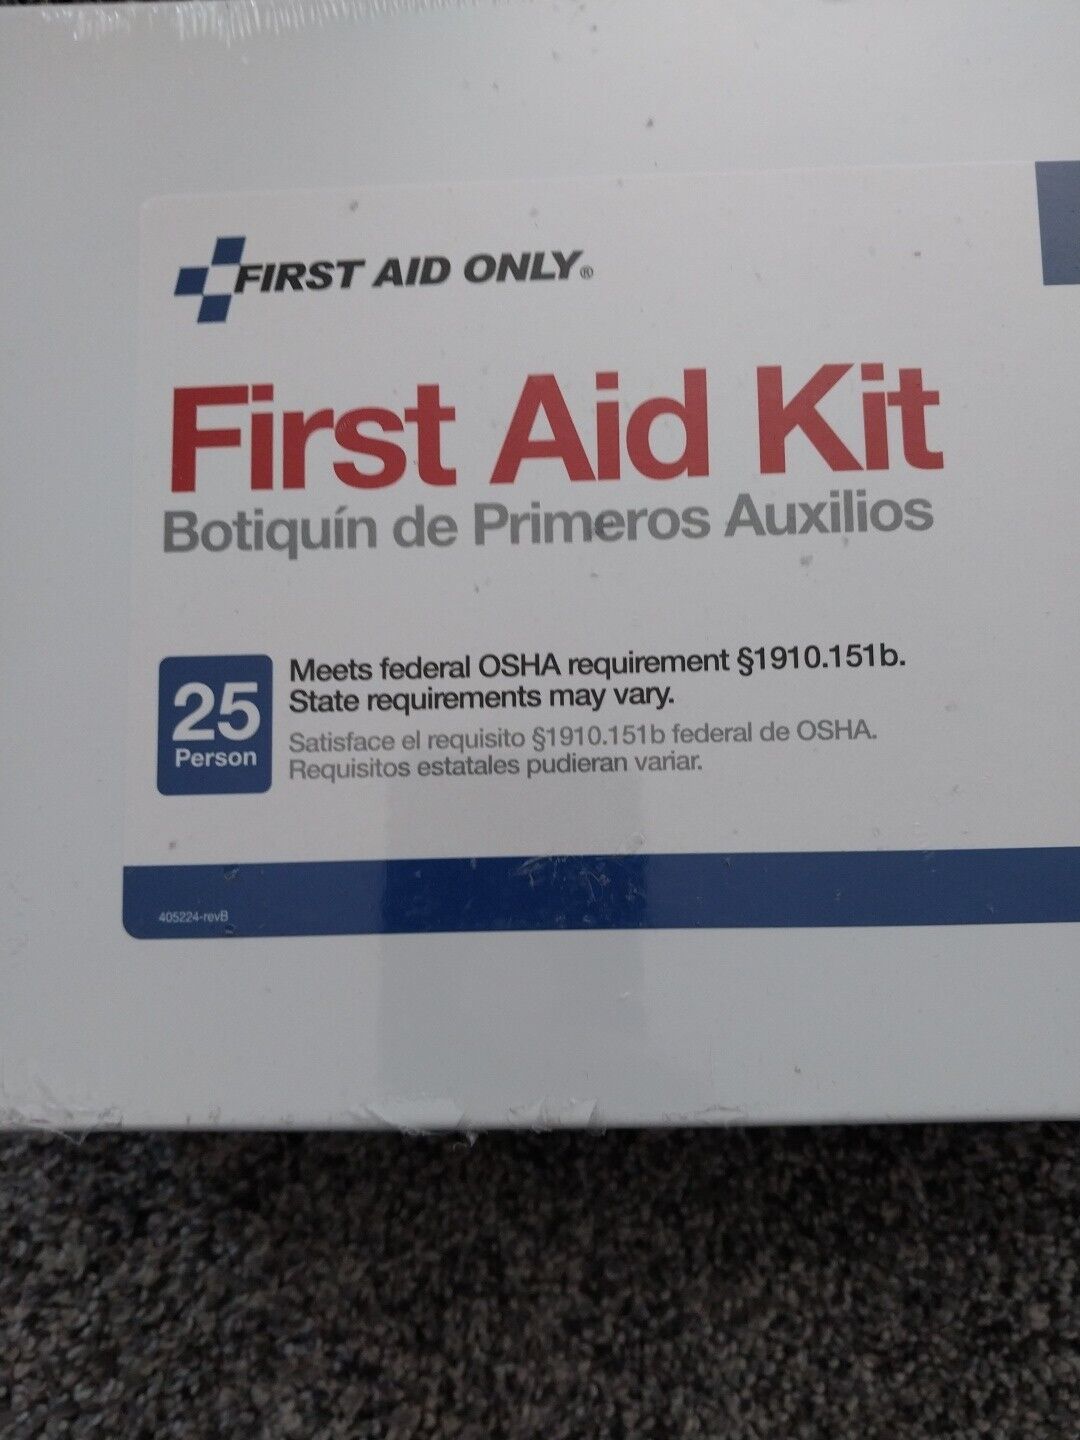 FIRST AID ONLY®
First Aid Kit
Botiquín de Primeros Auxilios
25
Person
Meets federal OSHA requirement §1910.151b.
State requirements may vary.
Satisface el requisito §1910.151b federal de OSHA.
Requisitos estatales pudieran variar.
405224-revB